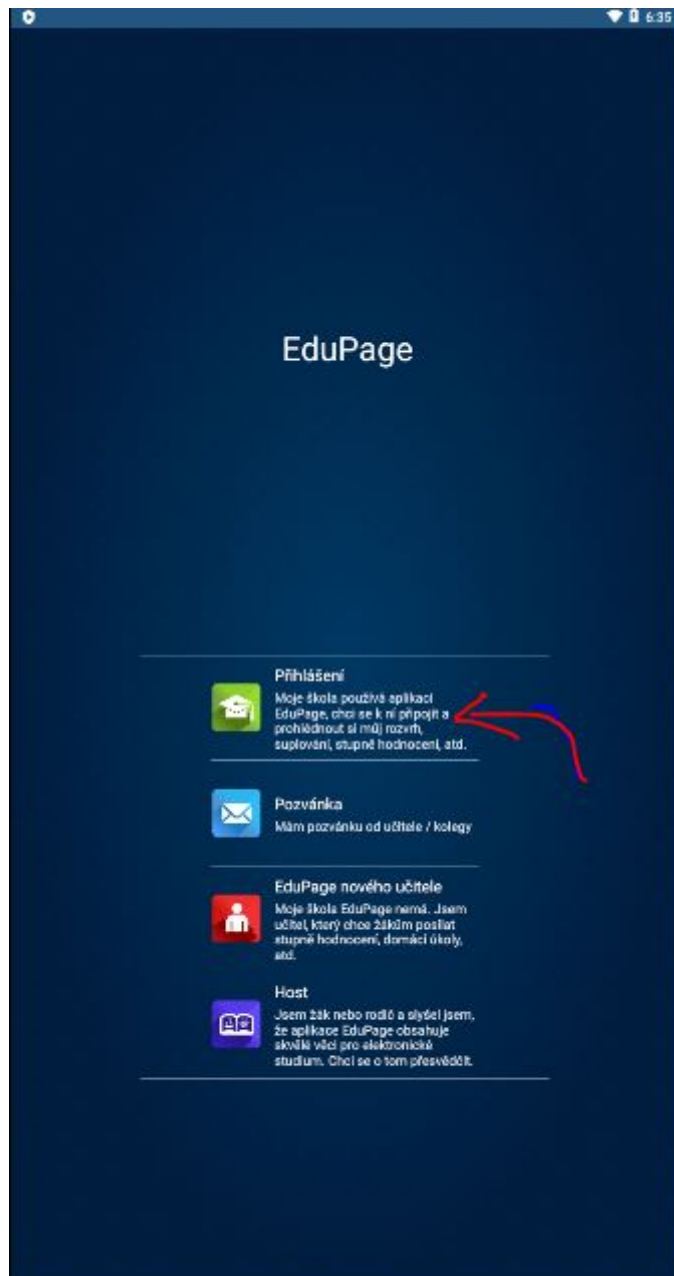 6:35
EduPage
Přihlášení
Moje škola používá aplikaci
EduPage, chci se k ní připojit a
prohlédnout si můj rozvrh,
suplování, stupně hodnocení, atd.
Pozvánka
Mám pozvánku od učitele / kolegy
EduPage nového učitele
Moje škola EduPage nemá. Jsem
učitel, který chce žákům posílat
stupně hodnocení, domácí úkoly,
atd.
Host
Jsem žák nebo rodič a slyšel jsem,
že aplikace EduPage obsahuje
skvělé věci pro elektronické
studium. Chci se o tom přesvědčit.